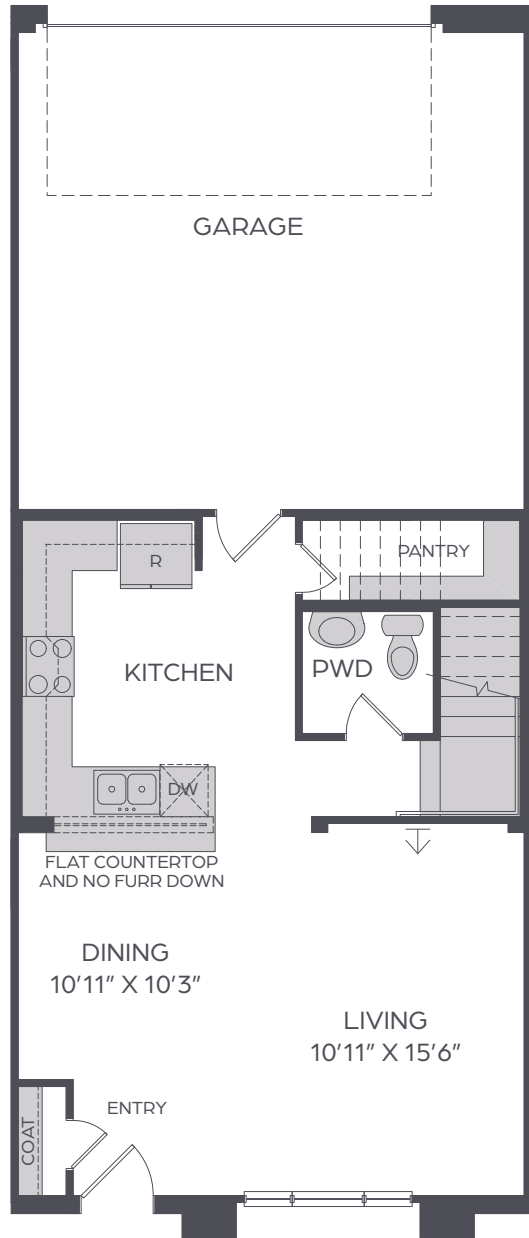 GARAGE
R
PANTRY
KITCHEN
PWD
DW
FLAT COUNTERTOP
AND NO FURR DOWN
DINING
10'11" X 10'3"
LIVING
10'11" X 15'6"
ENTRY
COAT